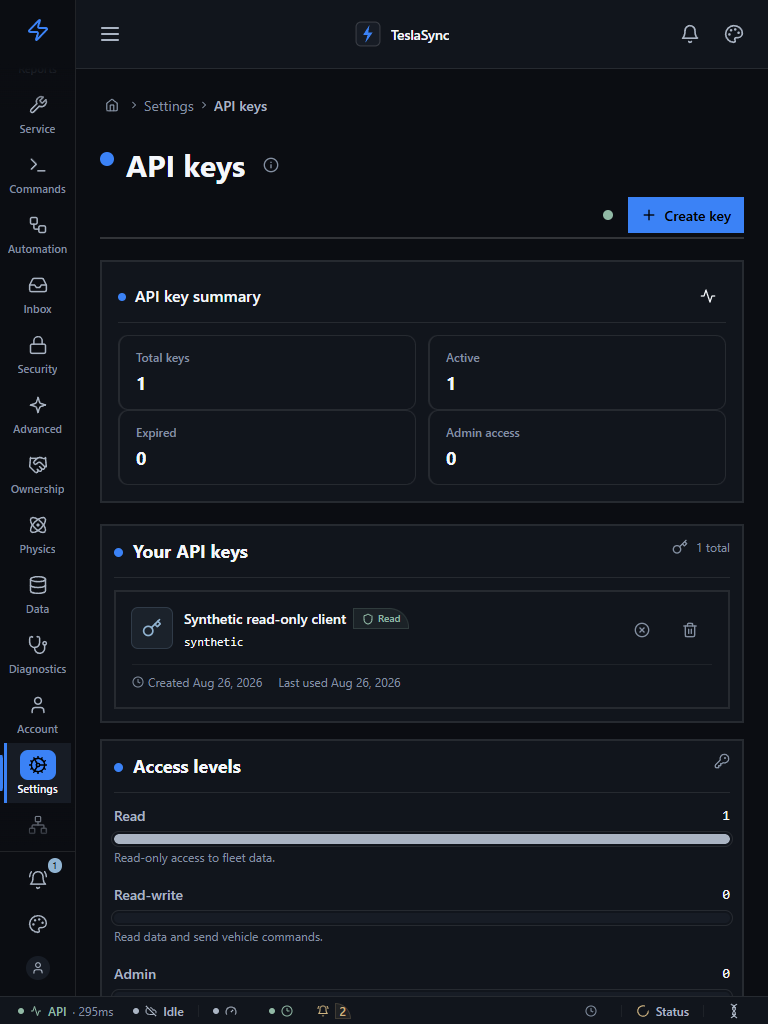 TeslaSync
Reports
Service
Commands
Automation
Inbox
Security
Advanced
Ownership
Physics
Data
Diagnostics
Account
Settings
1
Settings API keys
API keys
Create key
API key summary
Total keys
1
Active
1
Expired
0
Admin access
0
Your API keys
1 total
Synthetic read-only client Read
synthetic
Created Aug 26, 2026 Last used Aug 26, 2026
Access levels
Read 1
Read-only access to fleet data.
Read-write 0
Read data and send vehicle commands.
Admin 0
API · 295ms Idle 2 Status